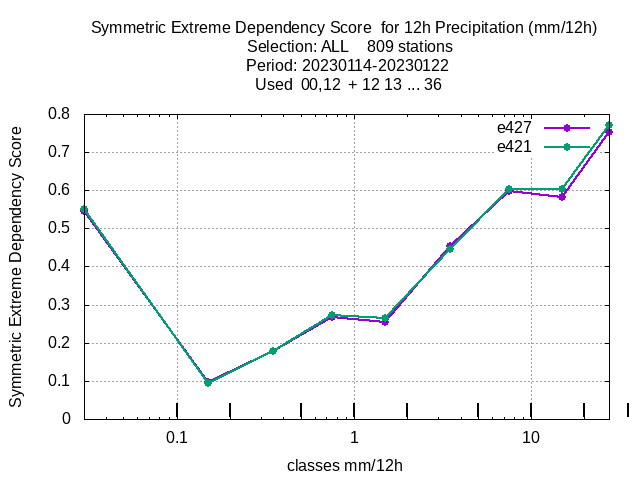 Symmetric Extreme Dependency Score  for 12h Precipitation (mm/12h)
Selection: ALL    809 stations
Period: 20230114-20230122
Used  00,12  + 12 13 ... 36
e427
e421
0.8
0.7
0.6
0.5
0.4
0.3
0.2
0.1
0
Symmetric Extreme Dependency Score
0.1 1 10
classes mm/12h